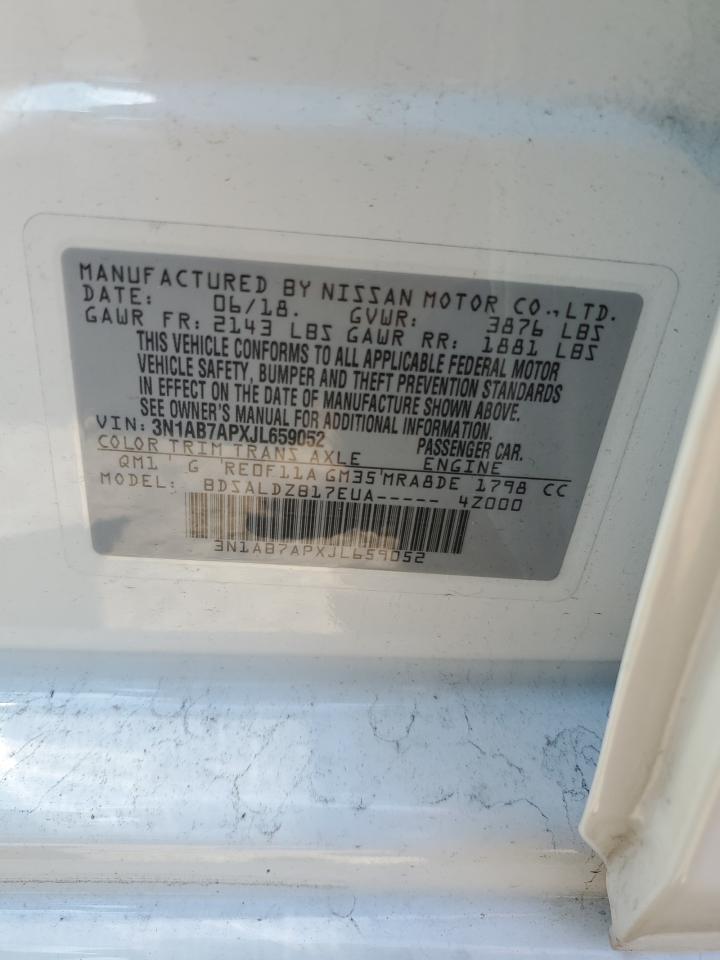 MANUFACTURED BY NISSAN MOTOR CO., LTD.
DATE: 06/18. GVWR: 3876 LBS
GAWR FR: 2143 LBS GAWR RR: 1881 LBS
THIS VEHICLE CONFORMS TO ALL APPLICABLE FEDERAL MOTOR
VEHICLE SAFETY, BUMPER AND THEFT PREVENTION STANDARDS
IN EFFECT ON THE DATE OF MANUFACTURE SHOWN ABOVE.
SEE OWNER'S MANUAL FOR ADDITIONAL INFORMATION.
VIN: 3N1AB7APXJL659052 PASSENGER CAR.
COLOR TRIM TRANS AXLE ENGINE
QM1 G RE0F11A GM35 MRA8DE 1798 CC
MODEL: BDSALDZB17EUA----- 4Z000
3N1AB7APXJL659052